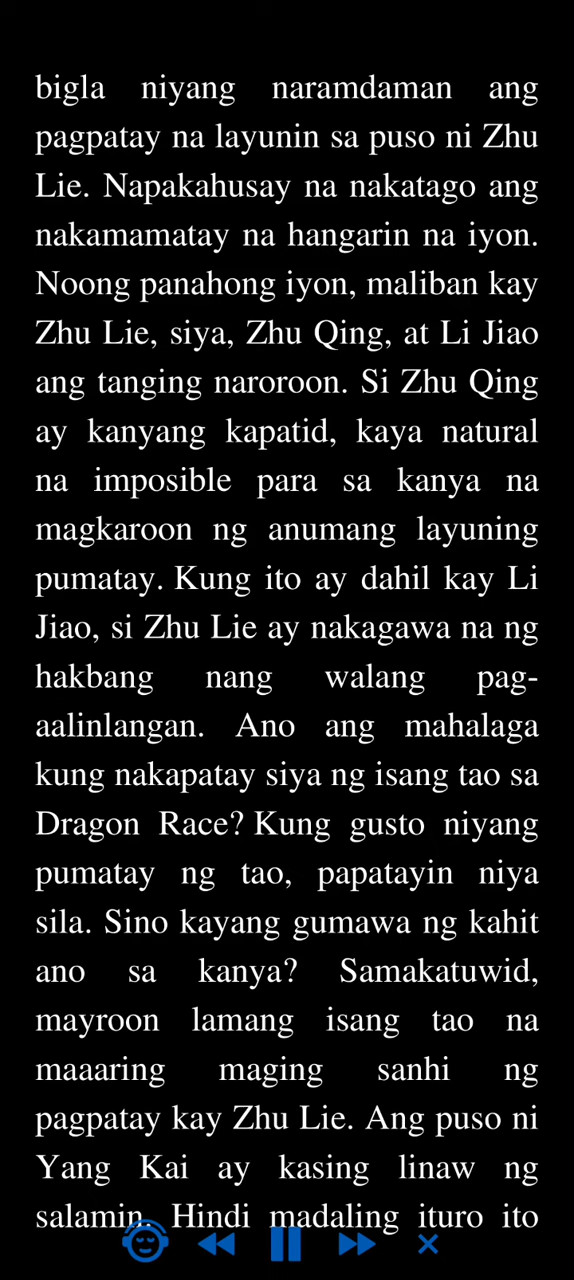 bigla niyang naramdaman ang
pagpatay na layunin sa puso ni Zhu
Lie. Napakahusay na nakatago ang
nakamamatay na hangarin na iyon.
Noong panahong iyon, maliban kay
Zhu Lie, siya, Zhu Qing, at Li Jiao
ang tanging naroroon. Si Zhu Qing
ay kanyang kapatid, kaya natural
na imposible para sa kanya na
magkaroon ng anumang layuning
pumatay. Kung ito ay dahil kay Li
Jiao, si Zhu Lie ay nakagawa na ng
hakbang nang walang pag-
aalinlangan. Ano ang mahalaga
kung nakapatay siya ng isang tao sa
Dragon Race? Kung gusto niyang
pumatay ng tao, papatayin niya
sila. Sino kayang gumawa ng kahit
ano sa kanya? Samakatuwid,
mayroon lamang isang tao na
maaaring maging sanhi ng
pagpatay kay Zhu Lie. Ang puso ni
Yang Kai ay kasing linaw ng
salamin. Hindi madaling ituro ito